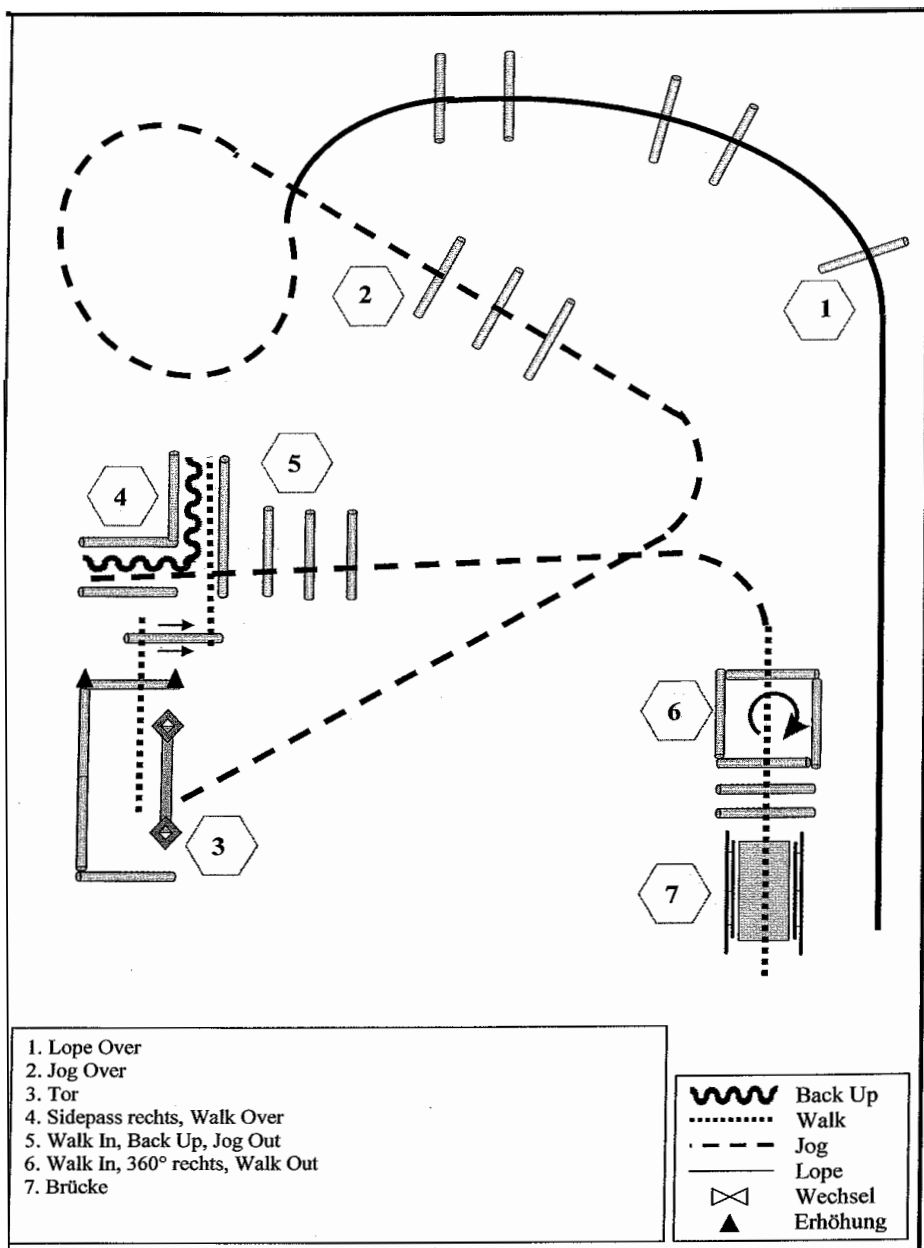 1
2
3
4
5
6
7
1. Lope Over
2. Jog Over
3. Tor
4. Sidepass rechts, Walk Over
5. Walk In, Back Up, Jog Out
6. Walk In, 360° rechts, Walk Out
7. Brücke
Back Up
Walk
Jog
Lope
Wechsel
Erhöhung